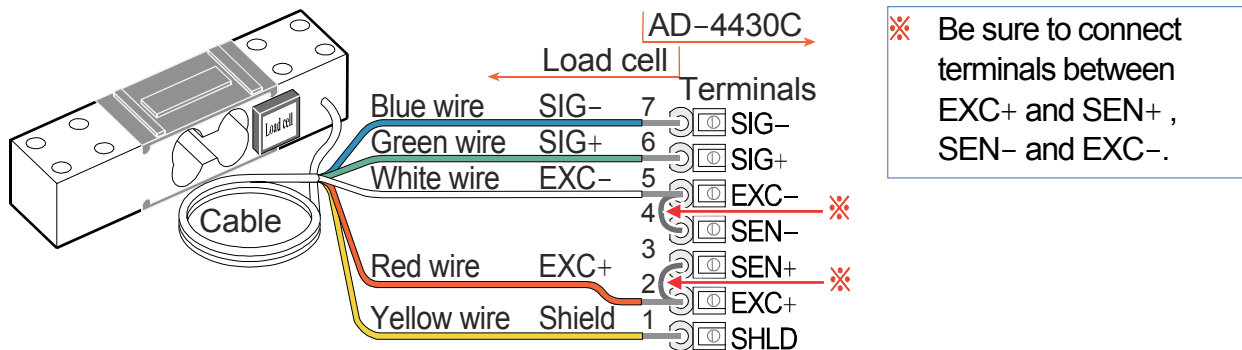 AD-4430C
※ Be sure to connect
terminals between
EXC+ and SEN+ ,
SEN- and EXC-.
Load cell
Terminals
Blue wire SIG- 7 SIG-
Green wire SIG+ 6 SIG+
White wire EXC- 5 EXC-
4 SEN-
※
3 SEN+
Red wire EXC+ 2 EXC+
※
Yellow wire Shield 1 SHLD
Load cell
Cable